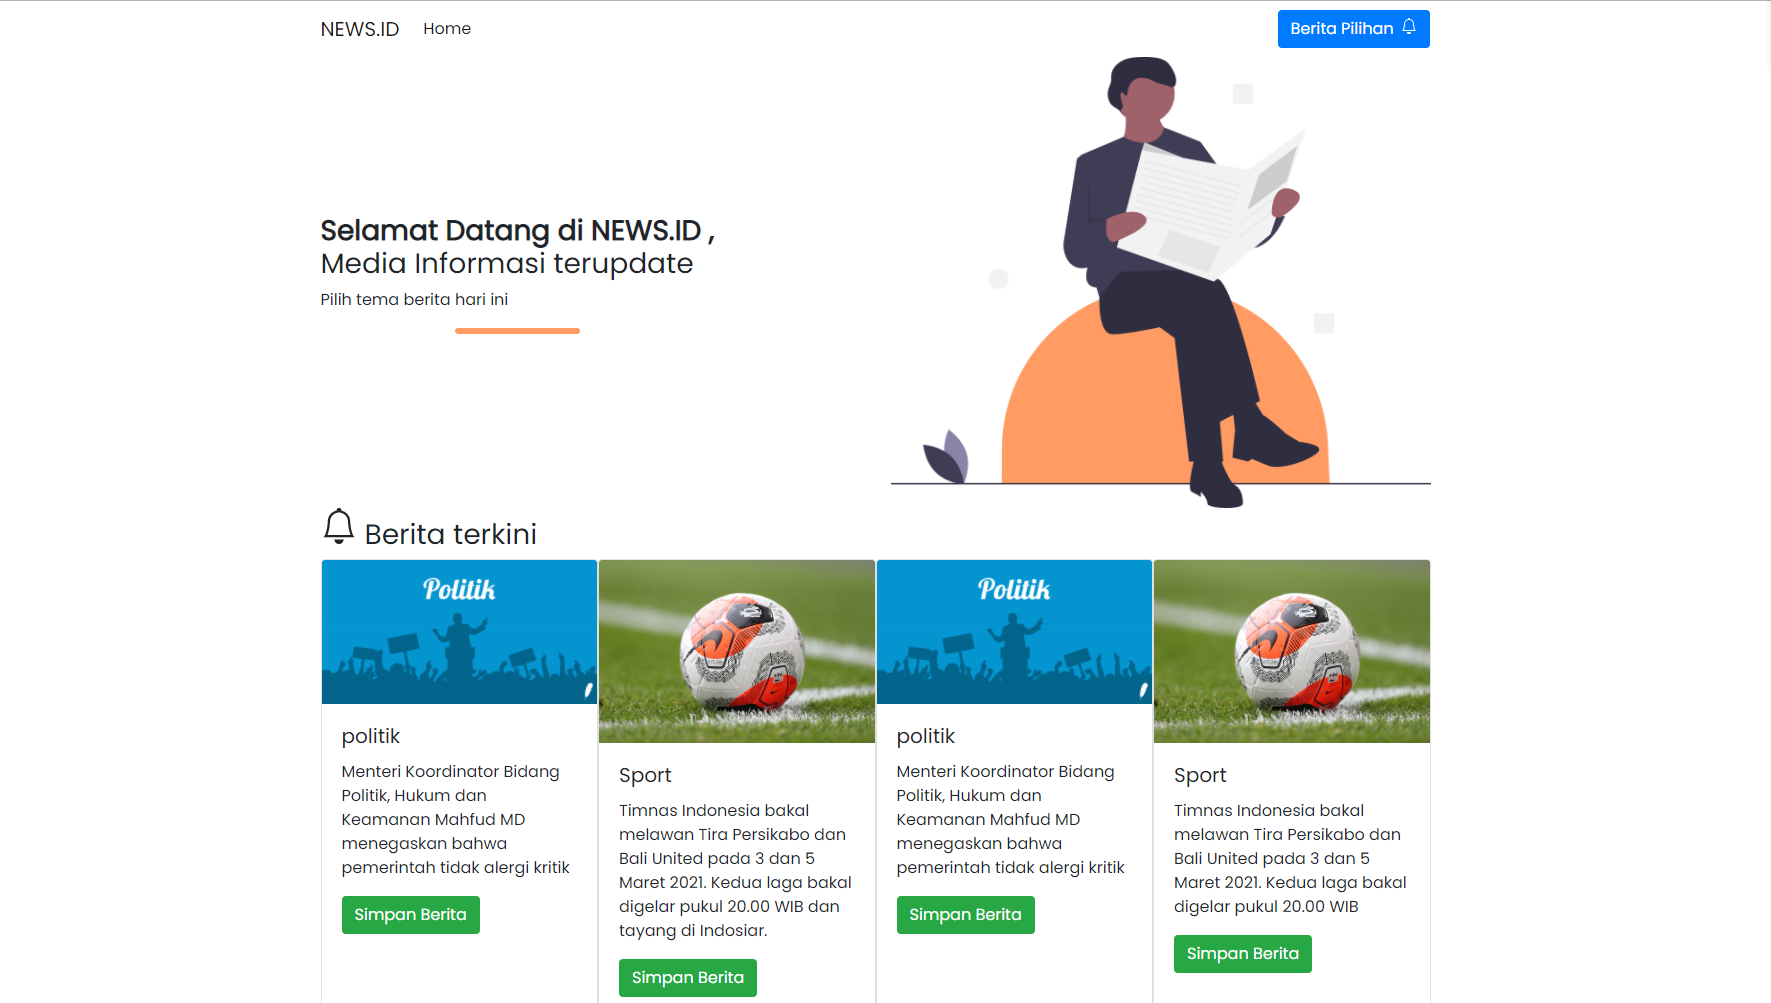 NEWS.ID
Home
Berita Pilihan
Selamat Datang di NEWS.ID ,
Media Informasi terupdate
Pilih tema berita hari ini
Berita terkini
Politik
politik
Menteri Koordinator Bidang
Politik, Hukum dan
Keamanan Mahfud MD
menegaskan bahwa
pemerintah tidak alergi kritik
Simpan Berita
Sport
Timnas Indonesia bakal
melawan Tira Persikabo dan
Bali United pada 3 dan 5
Maret 2021. Kedua laga bakal
digelar pukul 20.00 WIB dan
tayang di Indosiar.
Simpan Berita
Politik
politik
Menteri Koordinator Bidang
Politik, Hukum dan
Keamanan Mahfud MD
menegaskan bahwa
pemerintah tidak alergi kritik
Simpan Berita
Sport
Timnas Indonesia bakal
melawan Tira Persikabo dan
Bali United pada 3 dan 5
Maret 2021. Kedua laga bakal
digelar pukul 20.00 WIB
Simpan Berita